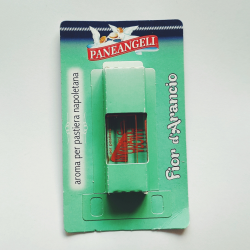 PANEANGELI
aroma per pastiera napoletana
Fior d'Arancio